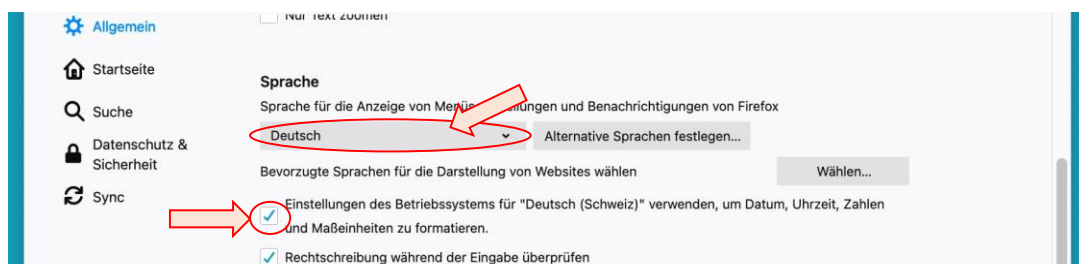 Allgemein
Startseite
Suche
Datenschutz &
Sicherheit
Sync
Nur Text zoomen
Sprache
Sprache für die Anzeige von Menüs, und Benachrichtigungen von Firefox
Deutsch
Alternative Sprachen festlegen...
Bevorzugte Sprachen für die Darstellung von Websites wählen
Wählen...
Einstellungen des Betriebssystems für "Deutsch (Schweiz)" verwenden, um Datum, Uhrzeit, Zahlen
und Maßeinheiten zu formatieren.
Rechtschreibung während der Eingabe überprüfen